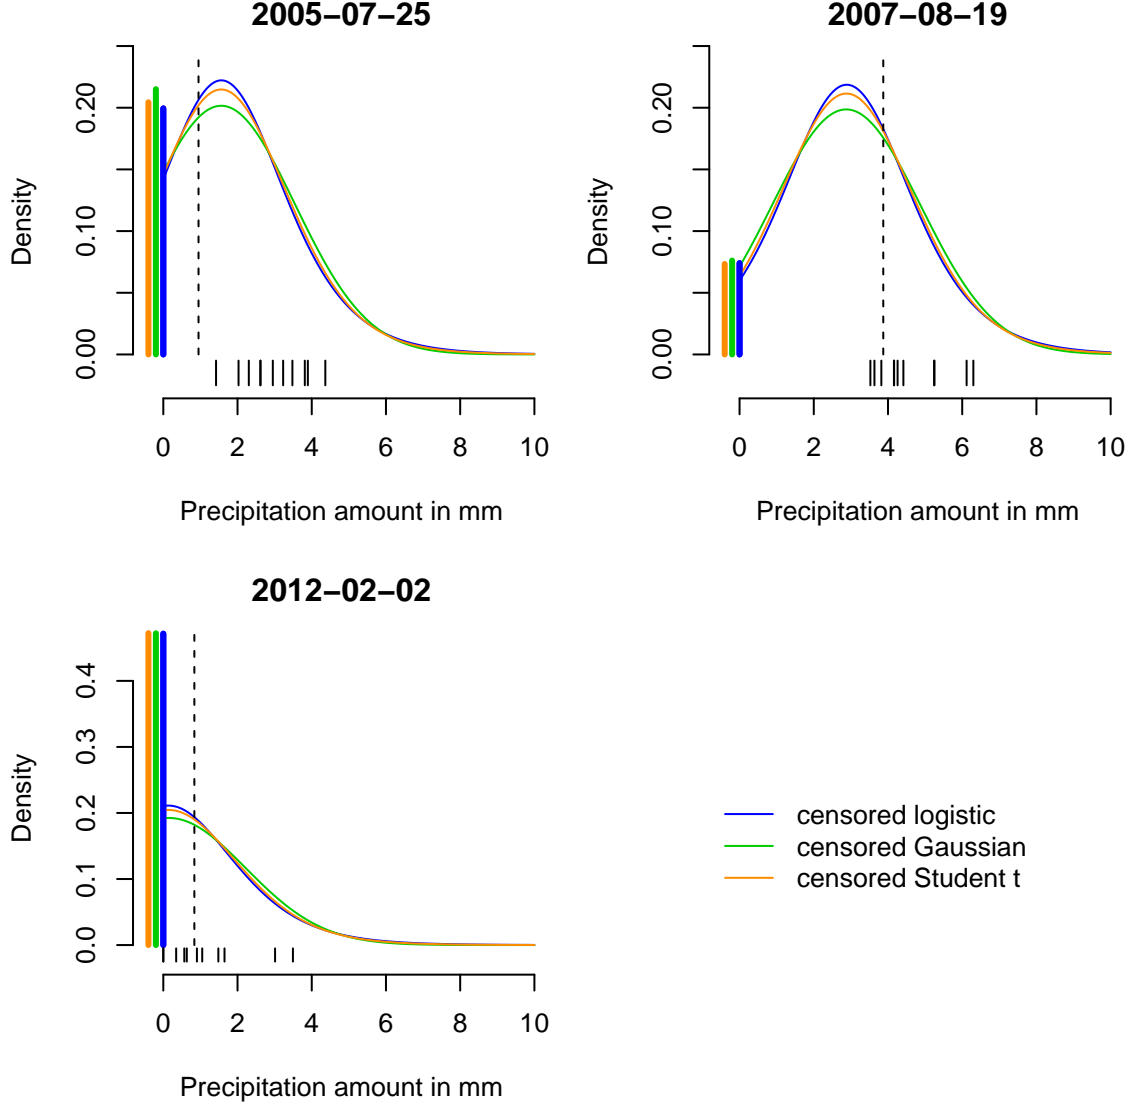 2005−07−25
Density
0.00 0.10 0.20
0 2 4 6 8 10
Precipitation amount in mm
2007−08−19
Density
0.00 0.10 0.20
0 2 4 6 8 10
Precipitation amount in mm
2012−02−02
Density
0.0 0.1 0.2 0.3 0.4
0 2 4 6 8 10
Precipitation amount in mm
censored logistic
censored Gaussian
censored Student t